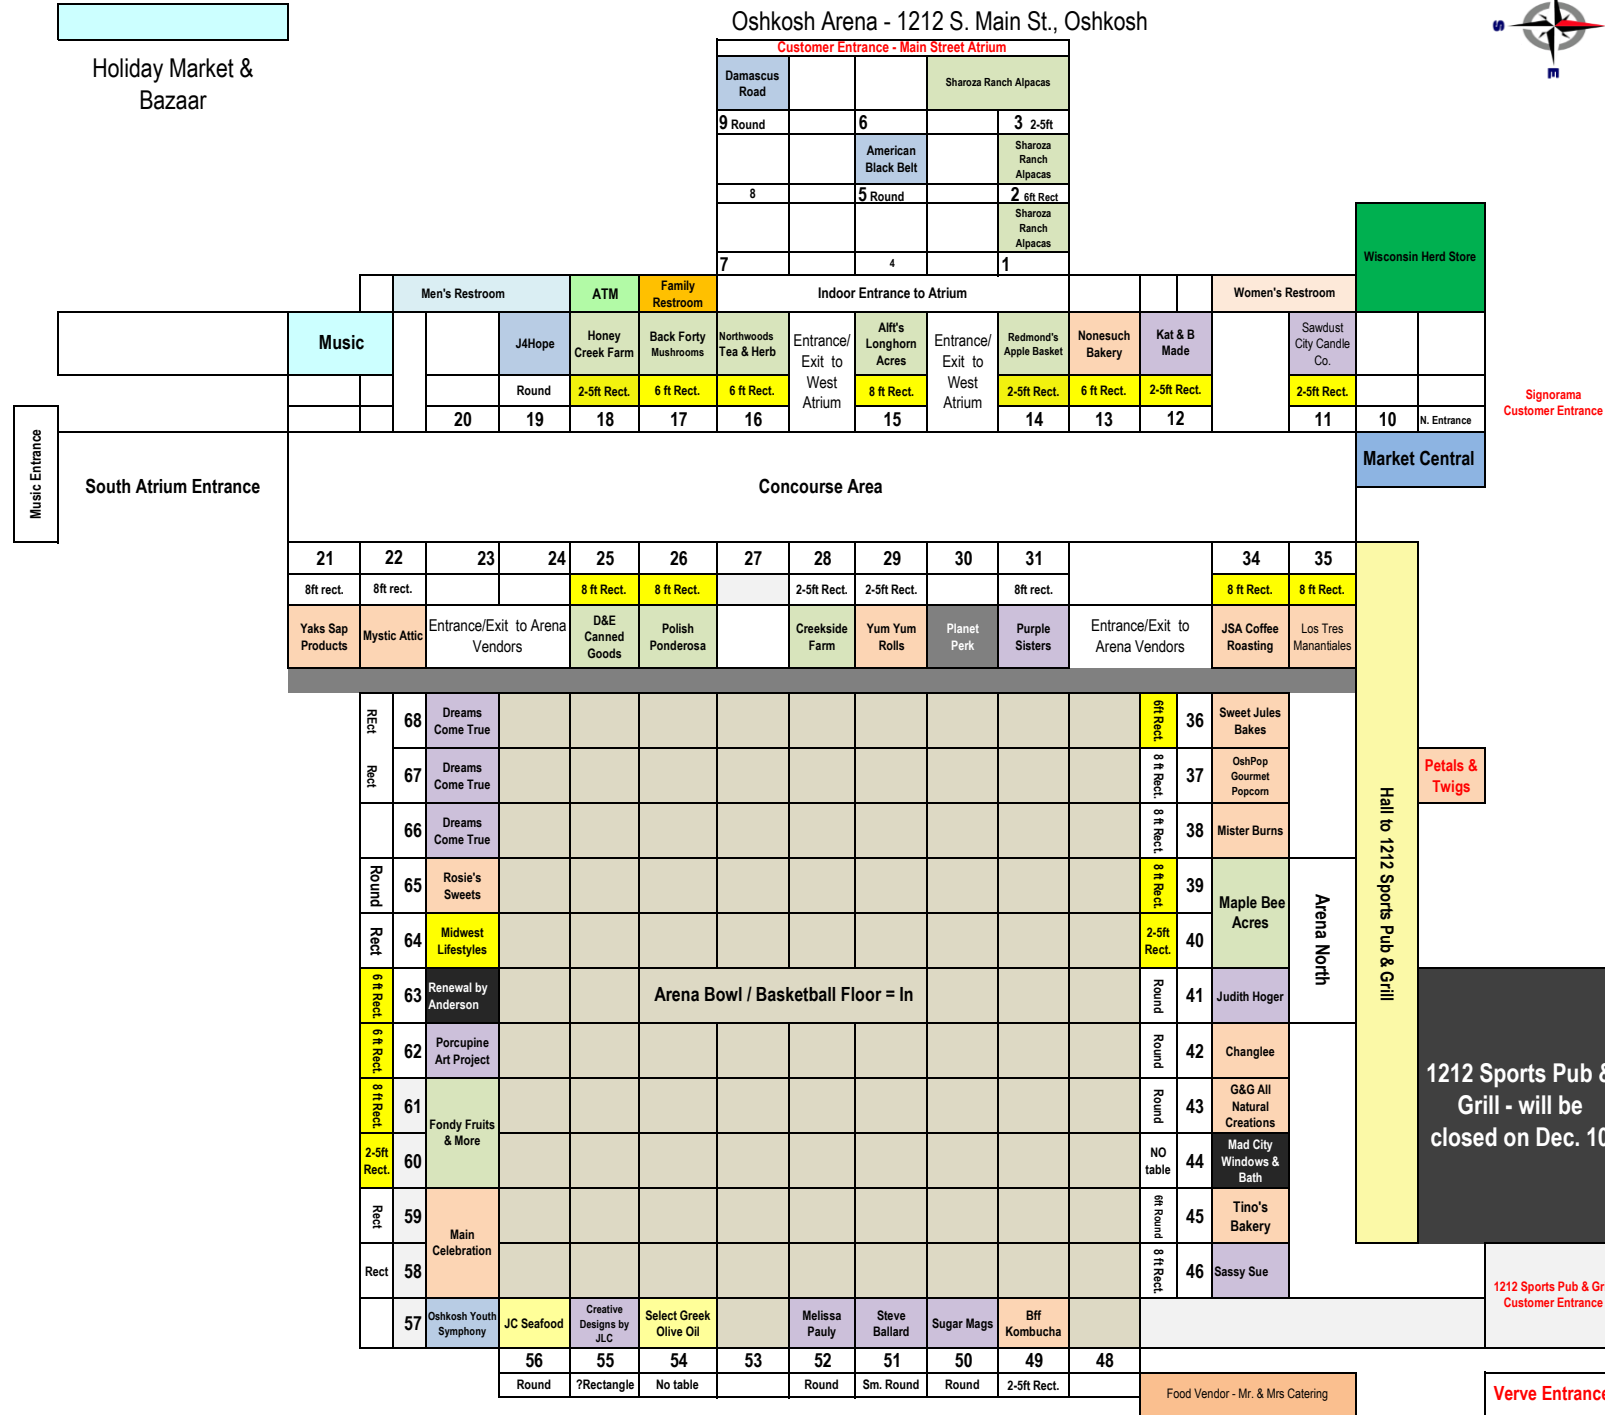 Oshkosh Arena - 1212 S. Main St., Oshkosh
S
E
Holiday Market &
Bazaar
Customer Entrance - Main Street Atrium
Damascus
Road
Sharoza Ranch Alpacas
9 Round
6
3 2-5ft
American
Black Belt
Sharoza
Ranch
Alpacas
8
5 Round
2 6ft Rect
Sharoza
Ranch
Alpacas
7
4
1
Wisconsin Herd Store
Men's Restroom
ATM
Family
Restroom
Indoor Entrance to Atrium
Women's Restroom
Music
J4Hope
Honey
Creek Farm
Back Forty
Mushrooms
Northwoods
Tea & Herb
Entrance/
Exit to
West
Atrium
Alft's
Longhorn
Acres
Entrance/
Exit to
West
Atrium
Redmond's
Apple Basket
Nonesuch
Bakery
Kat & B
Made
Sawdust
City Candle
Co.
Round
2-5ft Rect.
6 ft Rect.
6 ft Rect.
8 ft Rect.
2-5ft Rect.
6 ft Rect.
2-5ft Rect.
2-5ft Rect.
Signorama
Customer Entrance
20
19
18
17
16
15
14
13
12
11
10
N. Entrance
Music Entrance
South Atrium Entrance
Concourse Area
Market Central
21
22
23
24
25
26
27
28
29
30
31
34
35
8ft rect.
8ft rect.
8 ft Rect.
8 ft Rect.
2-5ft Rect.
2-5ft Rect.
8ft rect.
8 ft Rect.
8 ft Rect.
Yaks Sap
Products
Mystic Attic
Entrance/Exit to Arena
Vendors
D&E
Canned
Goods
Polish
Ponderosa
Creekside
Farm
Yum Yum
Rolls
Planet
Perk
Purple
Sisters
Entrance/Exit to
Arena Vendors
JSA Coffee
Roasting
Los Tres
Manantiales
REct
68
Dreams
Come True
6ft Rect.
36
Sweet Jules
Bakes
Rect
67
Dreams
Come True
8 ft Rect.
37
OshPop
Gourmet
Popcorn
Petals &
Twigs
66
Dreams
Come True
8 ft Rect.
38
Mister Burns
Hall to 1212 Sports Pub & Grill
Round
65
Rosie's
Sweets
8 ft Rect.
39
Maple Bee
Acres
Arena North
Rect
64
Midwest
Lifestyles
2-5ft
Rect.
40
6 ft Rect.
63
Renewal by
Anderson
Arena Bowl / Basketball Floor = In
Round
41
Judith Hoger
6 ft Rect.
62
Porcupine
Art Project
Round
42
Changlee
1212 Sports Pub &
Grill - will be
closed on Dec. 10
8 ft Rect.
61
Fondy Fruits
& More
Round
43
G&G All
Natural
Creations
2-5ft
Rect.
60
NO
table
44
Mad City
Windows &
Bath
Rect
59
Main
Celebration
6ft Round
45
Tino's
Bakery
Rect
58
8 ft Rect.
46
Sassy Sue
1212 Sports Pub & Gri
Customer Entrance
57
Oshkosh Youth
Symphony
JC Seafood
Creative
Designs by
JLC
Select Greek
Olive Oil
Melissa
Pauly
Steve
Ballard
Sugar Mags
Bff
Kombucha
56
55
54
53
52
51
50
49
48
Round
?Rectangle
No table
Round
Sm. Round
Round
2-5ft Rect.
Food Vendor - Mr. & Mrs Catering
Verve Entrance